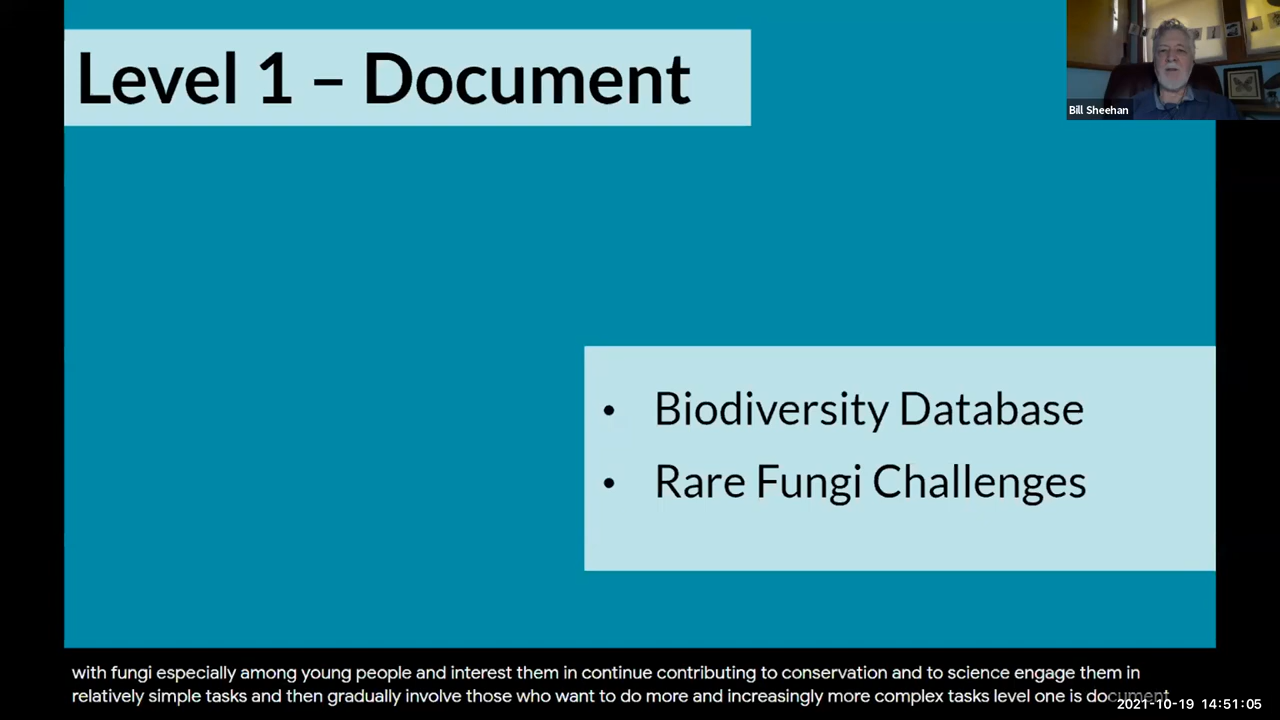 Level 1 – Document
Bill Sheehan
• Biodiversity Database
• Rare Fungi Challenges
with fungi especially among young people and interest them in continue contributing to conservation and to science engage them in
relatively simple tasks and then gradually involve those who want to do more and increasingly more complex tasks level one is document
2021-10-19 14:51:05